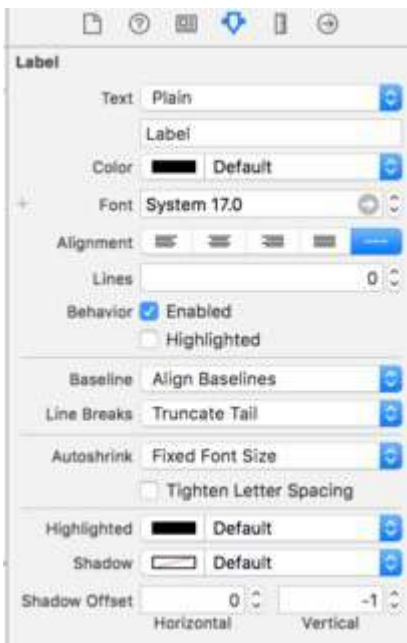 Label
Text Plain
Label
Color Default
+ Font System 17.0
Alignment ---
Lines 0
Behavior Enabled
Highlighted
Baseline Align Baselines
Line Breaks Truncate Tail
Autoshrink Fixed Font Size
Tighten Letter Spacing
Highlighted Default
Shadow Default
Shadow Offset 0 -1
Horizontal Vertical